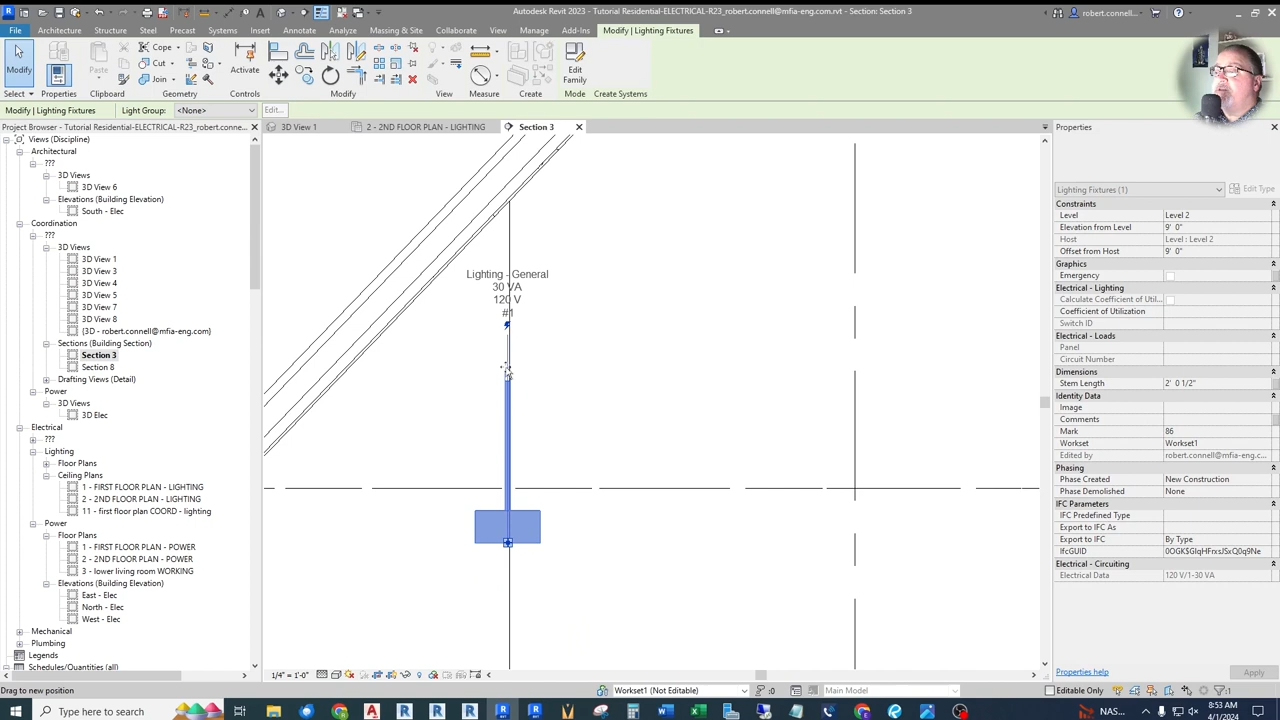 Autodesk Revit 2023 - Tutorial Residential-ELECTRICAL-R23_robert.connell@mfia-eng.com.rvt - Section: Section 3
robert.connell...
File Architecture Structure Steel Precast Systems Insert Annotate Analyze Massing & Site Collaborate View Manage Add-Ins Modify | Lighting Fixtures
Cope
Cut
Join
Modify
Paste
Activate
Edit
Family
Select Properties Clipboard Geometry Controls Modify View Measure Create Mode Create Systems
Modify | Lighting Fixtures Light Group: <None> Edit...
Project Browser - Tutorial Residential-ELECTRICAL-R23_robert.conne...
3D View 1
2 - 2ND FLOOR PLAN - LIGHTING
Section 3
Views (Discipline)
Architectural
???
3D Views
3D View 6
Elevations (Building Elevation)
South - Elec
Coordination
???
3D Views
3D View 1
3D View 3
3D View 4
3D View 5
3D View 7
3D View 8
{3D - robert.connell@mfia-eng.com}
Sections (Building Section)
Section 3
Section 8
Drafting Views (Detail)
Power
3D Views
3D Elec
Electrical
???
Lighting
Floor Plans
Ceiling Plans
1 - FIRST FLOOR PLAN - LIGHTING
2 - 2ND FLOOR PLAN - LIGHTING
11 - first floor plan COORD - lighting
Power
Floor Plans
1 - FIRST FLOOR PLAN - POWER
2 - 2ND FLOOR PLAN - POWER
3 - lower living room WORKING
Elevations (Building Elevation)
East - Elec
North - Elec
West - Elec
Mechanical
Plumbing
Legends
Schedules/Quantities (all)
Lighting - General
30 VA
120 V
#1
1/4" = 1'-0"
Properties
Lighting Fixtures (1) Edit Type
Constraints
Level Level 2
Elevation from Level 9' 0"
Host Level : Level 2
Offset from Host 9' 0"
Graphics
Emergency
Electrical - Lighting
Calculate Coefficient of Util...
Coefficient of Utilization
Switch ID
Electrical - Loads
Panel
Circuit Number
Dimensions
Stem Length 2' 0 1/2"
Identity Data
Image
Comments
Mark 86
Workset Workset1
Edited by robert.connell@mfia-eng.c...
Phasing
Phase Created New Construction
Phase Demolished None
IFC Parameters
IFC Predefined Type
Export to IFC As
Export to IFC By Type
Electrical - Circuiting
Electrical Data 120 V/1-30 VA
Properties help Apply
Drag to new position
Workset1 (Not Editable) :0 Main Model Editable Only :1
Type here to search
NAS...
8:53 AM
4/1/2024